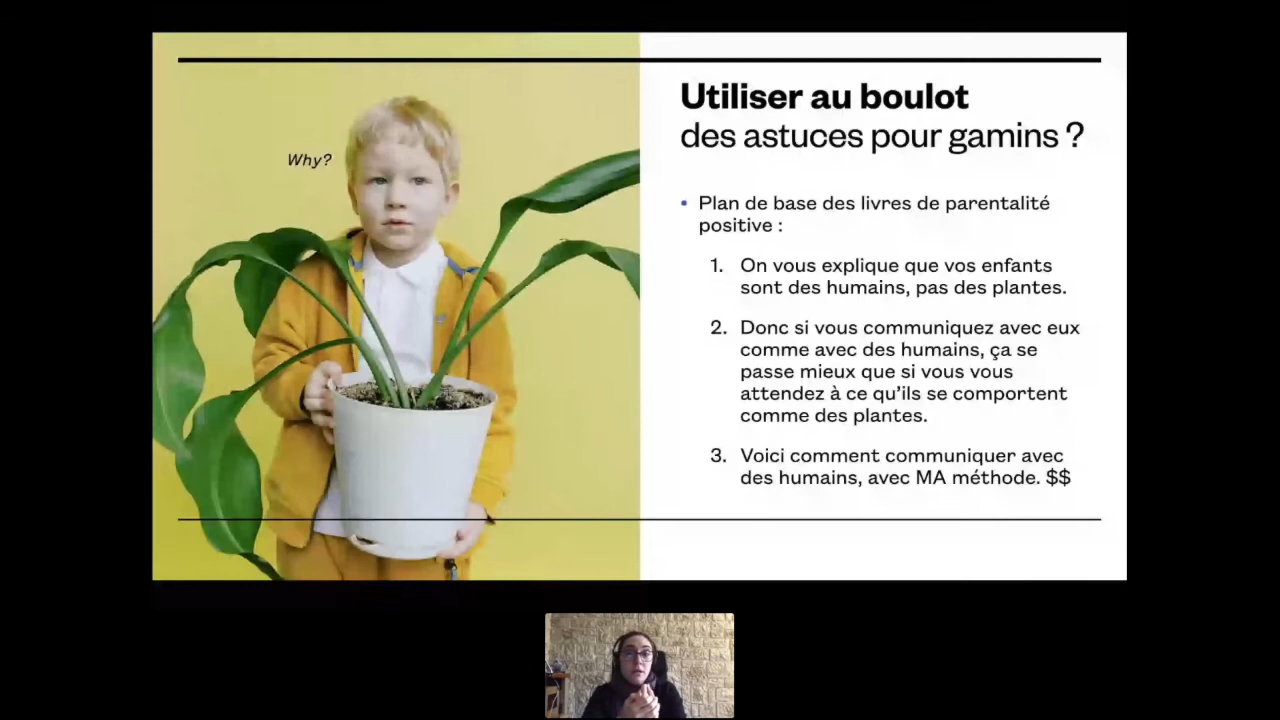 Why?
Utiliser au boulot
des astuces pour gamins ?
• Plan de base des livres de parentalité
positive :
1. On vous explique que vos enfants
sont des humains, pas des plantes.
2. Donc si vous communiquez avec eux
comme avec des humains, ça se
passe mieux que si vous vous
attendez à ce qu'ils se comportent
comme des plantes.
3. Voici comment communiquer avec
des humains, avec MA méthode. $$